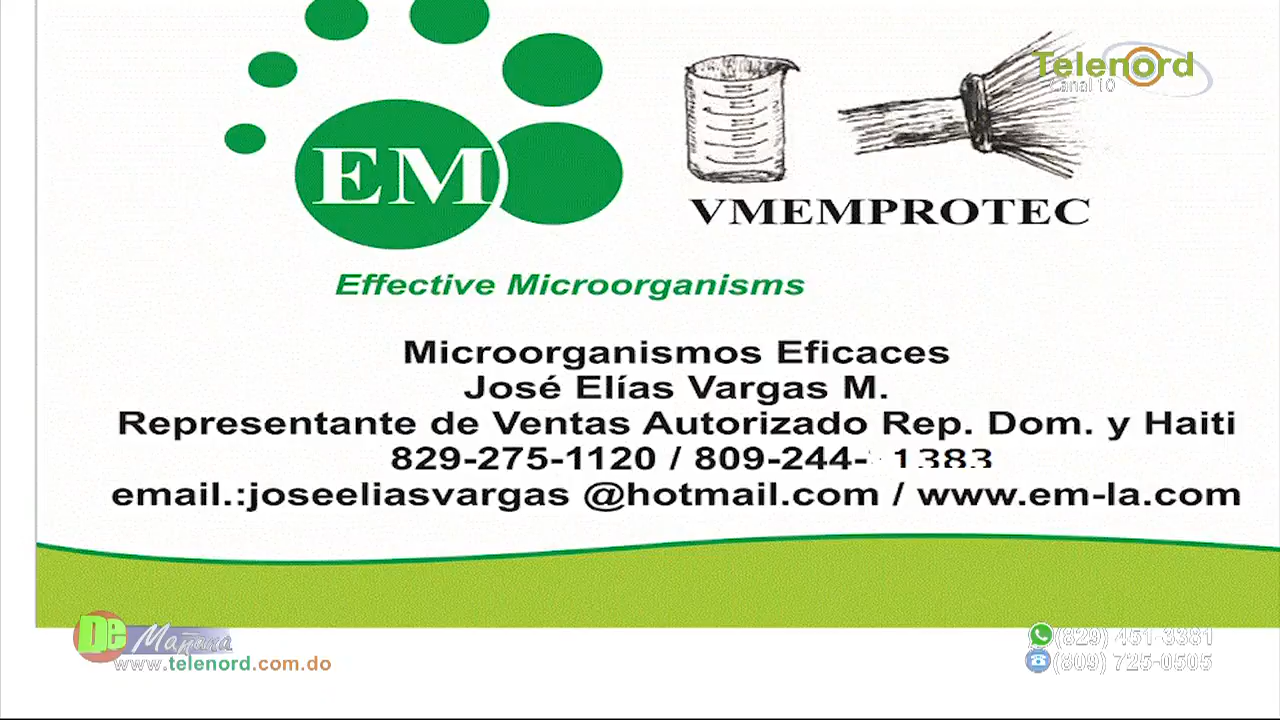 Telenord
Canal 10
EM
VMEMPROTEC
Effective Microorganisms
Microorganismos Eficaces
José Elías Vargas M.
Representante de Ventas Autorizado Rep. Dom. y Haiti
829-275-1120 / 809-244- 1383
email.:joseeliasvargas @hotmail.com / www.em-la.com
De Mañana
www.telenord.com.do
(829) 451-3381
(809) 725-0505